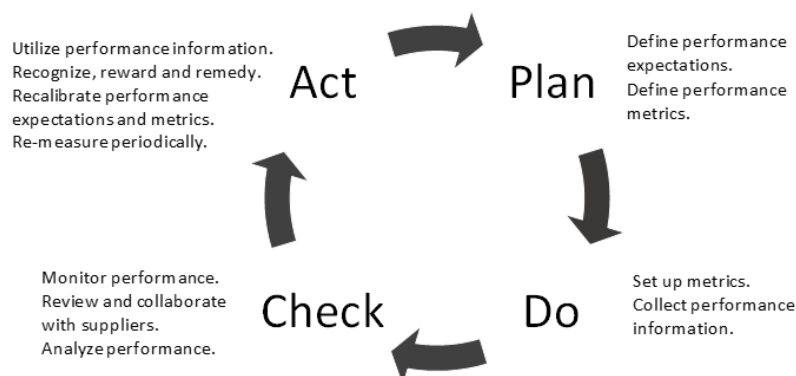 Utilize performance information.
Recognize, reward and remedy.
Recalibrate performance
expectations and metrics.
Re-measure periodically.
Act
Plan
Define performance
expectations.
Define performance
metrics.
Monitor performance.
Review and collaborate
with suppliers.
Analyze performance.
Check
Do
Set up metrics.
Collect performance
information.